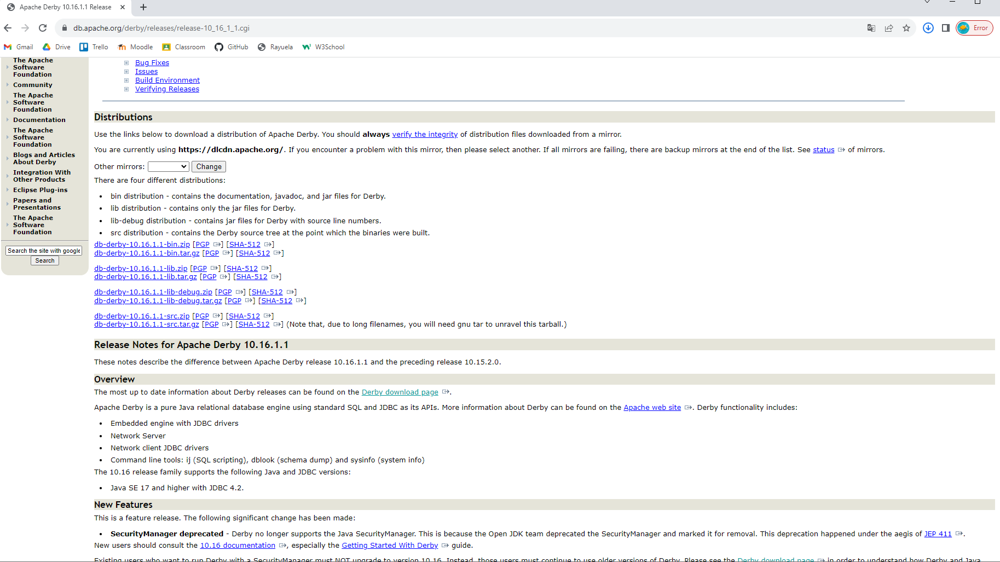 Apache Derby 10.16.1.1 Release
db.apache.org/derby/releases/release-10_16_1_1.cgi
Error
Gmail
Drive
Trello
Moodle
Classroom
GitHub
Rayuela
W3School
The Apache
Software
Foundation
Community
The Apache
Software
Foundation
Documentation
The Apache
Software
Foundation
Blogs and Articles
About Derby
Integration With
Other Products
Eclipse Plug-ins
Papers and
Presentations
The Apache
Software
Foundation
Search the site with google
Search
Bug Fixes
Issues
Build Environment
Verifying Releases
Distributions
Use the links below to download a distribution of Apache Derby. You should always verify the integrity of distribution files downloaded from a mirror.
You are currently using https://dlcdn.apache.org/. If you encounter a problem with this mirror, then please select another. If all mirrors are failing, there are backup mirrors at the end of the list. See status of mirrors.
Other mirrors: Change
There are four different distributions:
• bin distribution - contains the documentation, javadoc, and jar files for Derby.
• lib distribution - contains only the jar files for Derby.
• lib-debug distribution - contains jar files for Derby with source line numbers.
• src distribution - contains the Derby source tree at the point which the binaries were built.
db-derby-10.16.1.1-bin.zip [PGP] [SHA-512]
db-derby-10.16.1.1-bin.tar.gz [PGP] [SHA-512]
db-derby-10.16.1.1-lib.zip [PGP] [SHA-512]
db-derby-10.16.1.1-lib.tar.gz [PGP] [SHA-512]
db-derby-10.16.1.1-lib-debug.zip [PGP] [SHA-512]
db-derby-10.16.1.1-lib-debug.tar.gz [PGP] [SHA-512]
db-derby-10.16.1.1-src.zip [PGP] [SHA-512]
db-derby-10.16.1.1-src.tar.gz [PGP] [SHA-512] (Note that, due to long filenames, you will need gnu tar to unravel this tarball.)
Release Notes for Apache Derby 10.16.1.1
These notes describe the difference between Apache Derby release 10.16.1.1 and the preceding release 10.15.2.0.
Overview
The most up to date information about Derby releases can be found on the Derby download page.
Apache Derby is a pure Java relational database engine using standard SQL and JDBC as its APIs. More information about Derby can be found on the Apache web site. Derby functionality includes:
• Embedded engine with JDBC drivers
• Network Server
• Network client JDBC drivers
• Command line tools: ij (SQL scripting), dblook (schema dump) and sysinfo (system info)
The 10.16 release family supports the following Java and JDBC versions:
• Java SE 17 and higher with JDBC 4.2.
New Features
This is a feature release. The following significant change has been made:
• SecurityManager deprecated - Derby no longer supports the Java SecurityManager. This is because the Open JDK team deprecated the SecurityManager and marked it for removal. This deprecation happened under the aegis of JEP 411.
New users should consult the 10.16 documentation, especially the Getting Started With Derby guide.
Existing users who want to run Derby with a SecurityManager must NOT upgrade to version 10.16. Instead, those users must continue to use older versions of Derby. Please see the Derby download page in order to understand how Derby and Java